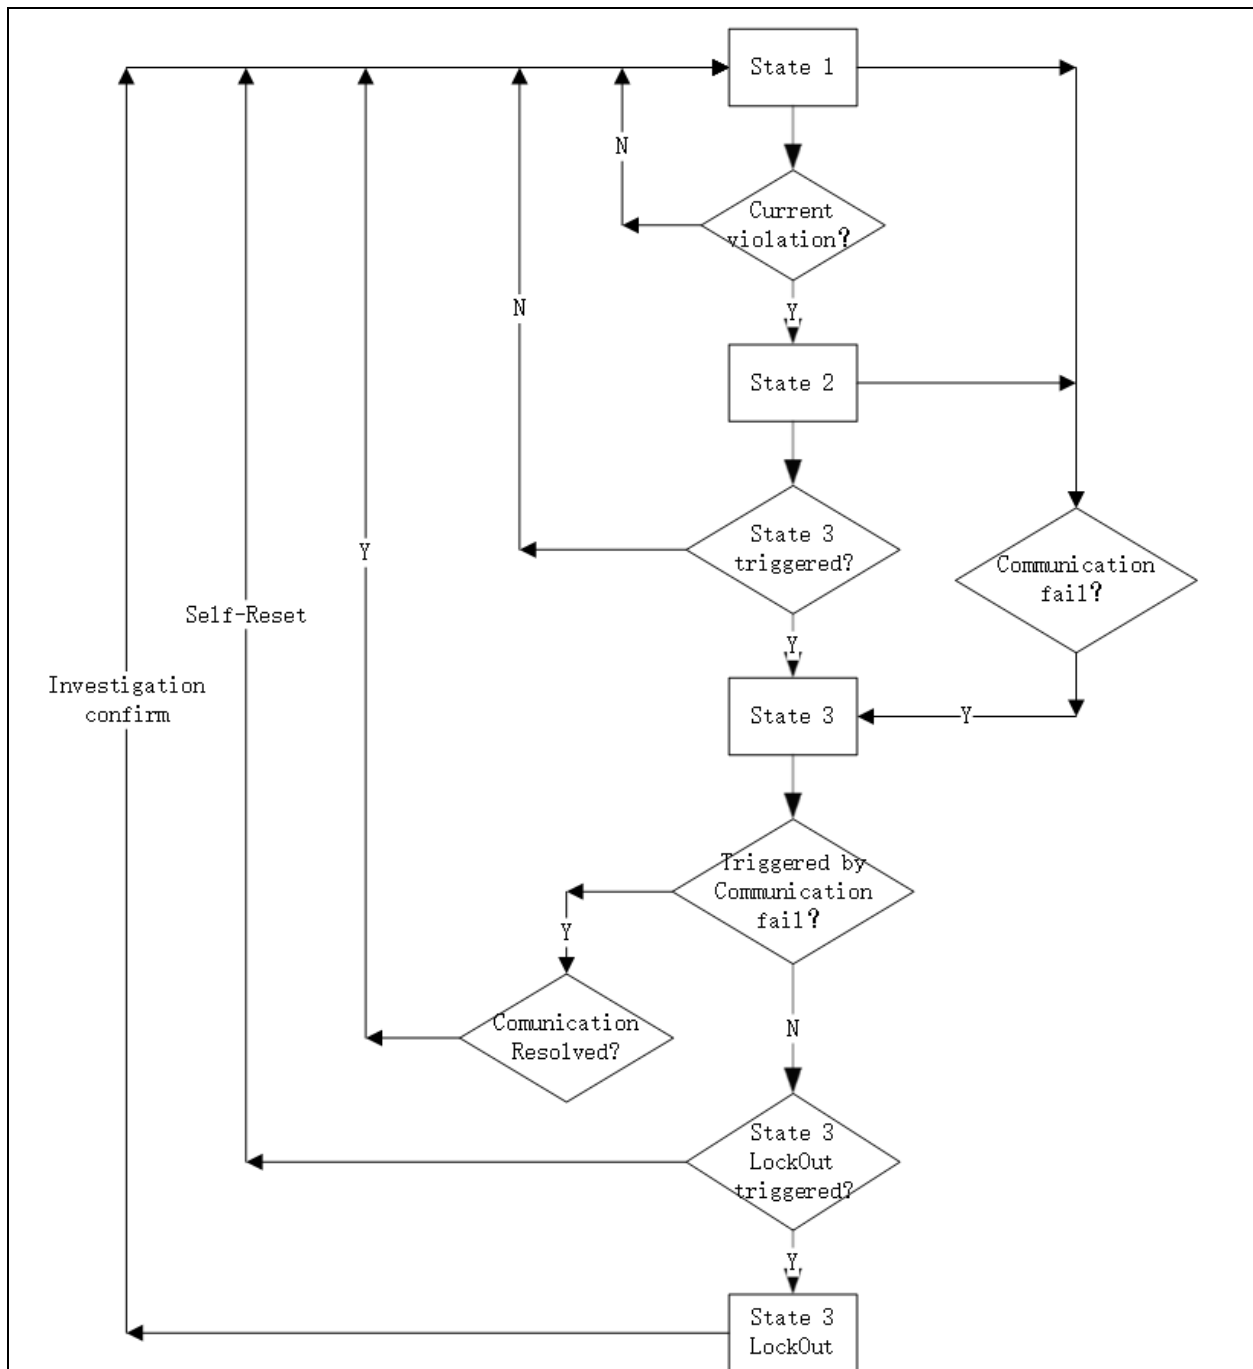 State 1
N
Current
violation?
N
Y
State 2
State 3
triggered?
Communication
fail?
Y
Self-Reset
Y
Investigation
confirm
State 3
Y
Triggered by
Communication
fail?
Y
Comunication
Resolved?
N
State 3
LockOut
triggered?
Y
State 3
LockOut